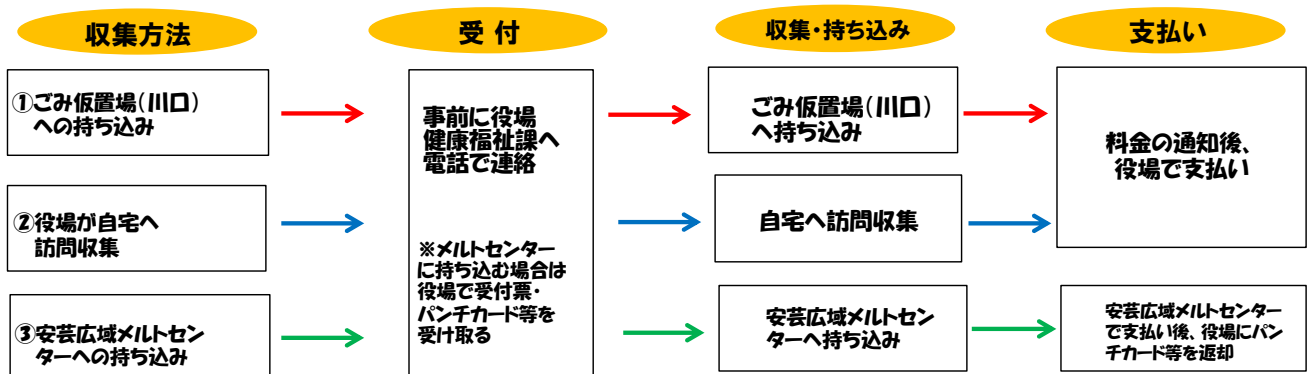 収集方法
受 付
収集・持ち込み
支払い
①ごみ仮置場(川口)
への持ち込み
事前に役場
健康福祉課へ
電話で連絡
ごみ仮置場(川口)
へ持ち込み
料金の通知後、
役場で支払い
②役場が自宅へ
訪問収集
※メルトセンター
に持ち込む場合は
役場で受付票・
パンチカード等を
受け取る
自宅へ訪問収集
③安芸広域メルトセン
ターへの持ち込み
安芸広域メルトセン
ターへ持ち込み
安芸広域メルトセンター
で支払い後、役場にパン
チカード等を返却